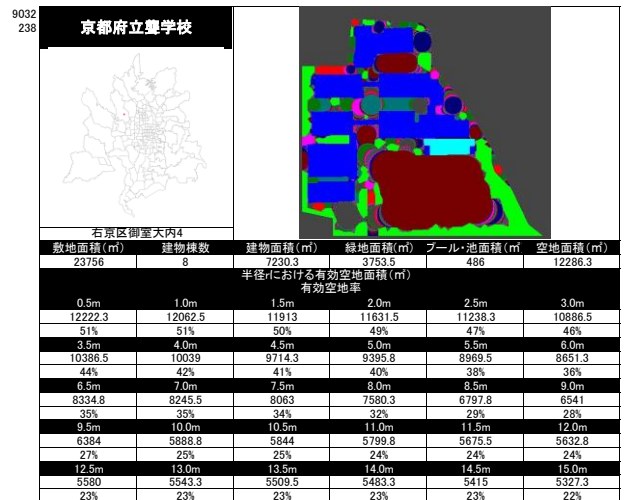 9032
238
京都府立聾学校
右京区御室大内4
敷地面積(㎡) 建物棟数 建物面積(㎡) 緑地面積(㎡) プール・池面積(㎡ 空地面積(㎡)
23756 8 7230.3 3753.5 486 12286.3
半径rにおける有効空地面積(㎡)
有効空地率
0.5m 1.0m 1.5m 2.0m 2.5m 3.0m
12222.3 12062.5 11913 11631.5 11238.3 10886.5
51% 51% 50% 49% 47% 46%
3.5m 4.0m 4.5m 5.0m 5.5m 6.0m
10386.5 10039 9714.3 9395.8 8969.5 8651.3
44% 42% 41% 40% 38% 36%
6.5m 7.0m 7.5m 8.0m 8.5m 9.0m
8334.8 8245.5 8063 7580.3 6797.8 6541
35% 35% 34% 32% 29% 28%
9.5m 10.0m 10.5m 11.0m 11.5m 12.0m
6384 5888.8 5844 5799.8 5675.5 5632.8
27% 25% 25% 24% 24% 24%
12.5m 13.0m 13.5m 14.0m 14.5m 15.0m
5580 5543.3 5509.5 5483.3 5415 5327.3
23% 23% 23% 23% 23% 22%